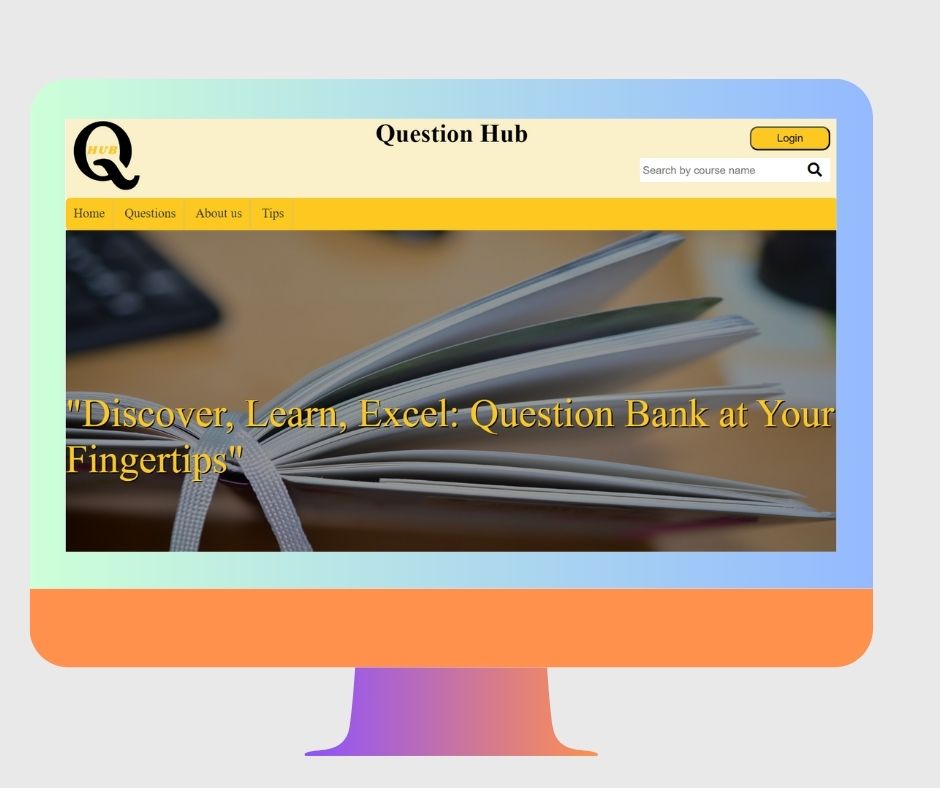 Q
HUB
Question Hub
Login
Search by course name
Home Questions About us Tips
"Discover, Learn, Excel: Question Bank at Your
Fingertips"